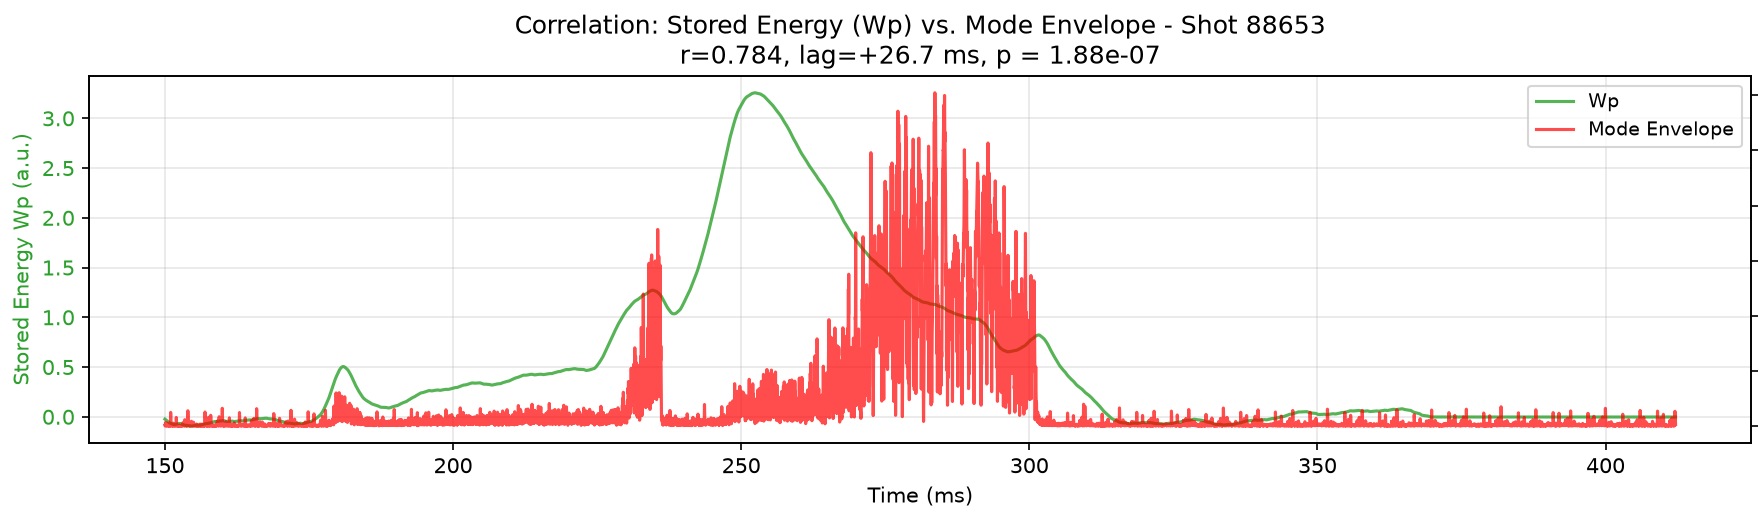 Correlation: Stored Energy (Wp) vs. Mode Envelope - Shot 88653
r=0.784, lag=+26.7 ms, p = 1.88e-07
Stored Energy Wp (a.u.)
3.0
2.5
2.0
1.5
1.0
0.5
0.0
Wp
Mode Envelope
150
200
250
300
350
400
Time (ms)